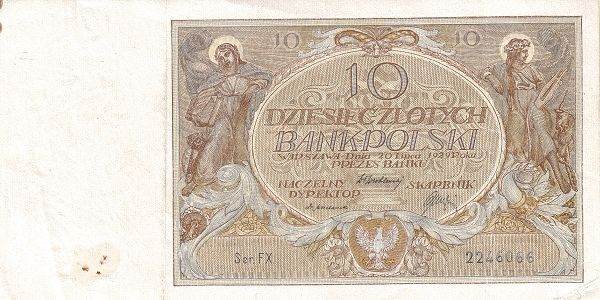 10 10
10
DZIESIĘĆ ZŁOTYCH
BANK POLSKI
WARSZAWA - Dnia 20 Lipca 1929 Roku
PREZES BANKU
NACZELNY DYREKTOR
SKARBNIK
Ser. FX 2246066